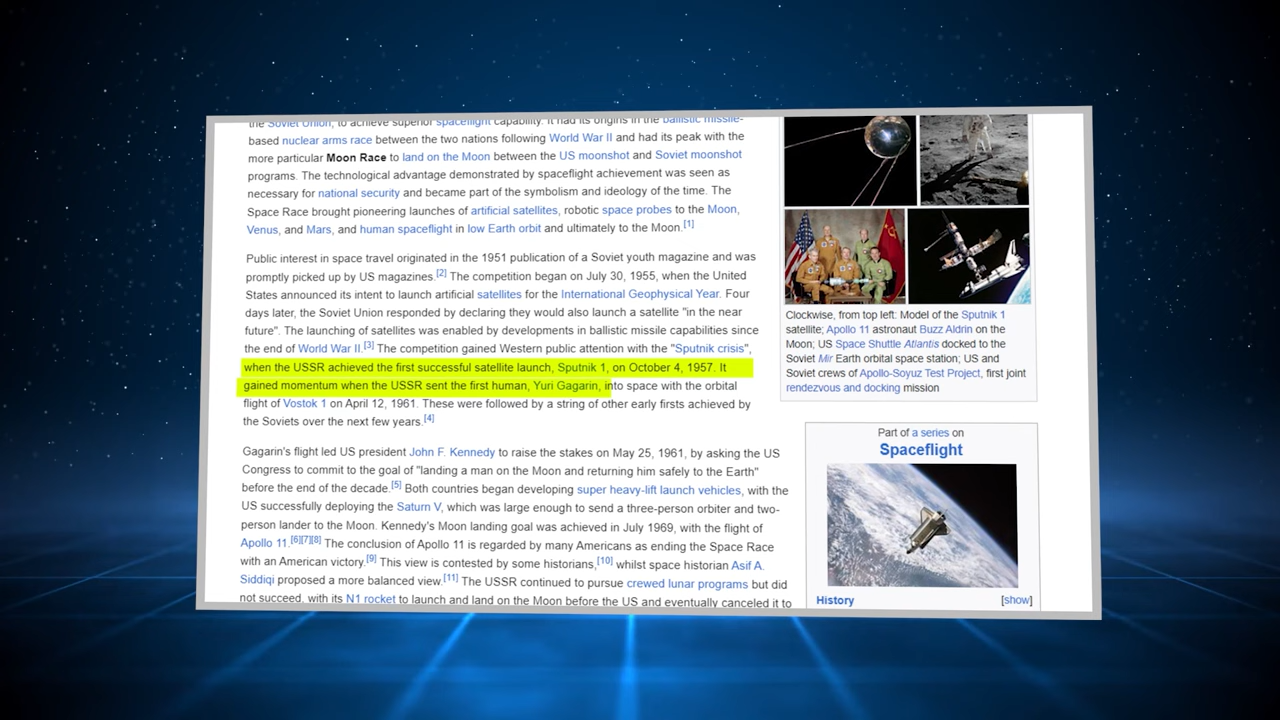 the Soviet Union, to achieve superior spaceflight capability. It had its origins in the ballistic missile-
based nuclear arms race between the two nations following World War II and had its peak with the
more particular Moon Race to land on the Moon between the US moonshot and Soviet moonshot
programs. The technological advantage demonstrated by spaceflight achievement was seen as
necessary for national security and became part of the symbolism and ideology of the time. The
Space Race brought pioneering launches of artificial satellites, robotic space probes to the Moon,
Venus, and Mars, and human spaceflight in low Earth orbit and ultimately to the Moon.[1]
Public interest in space travel originated in the 1951 publication of a Soviet youth magazine and was
promptly picked up by US magazines.[2] The competition began on July 30, 1955, when the United
States announced its intent to launch artificial satellites for the International Geophysical Year. Four
days later, the Soviet Union responded by declaring they would also launch a satellite "in the near
future". The launching of satellites was enabled by developments in ballistic missile capabilities since
the end of World War II.[3] The competition gained Western public attention with the "Sputnik crisis",
when the USSR achieved the first successful satellite launch, Sputnik 1, on October 4, 1957. It
gained momentum when the USSR sent the first human, Yuri Gagarin, into space with the orbital
flight of Vostok 1 on April 12, 1961. These were followed by a string of other early firsts achieved by
the Soviets over the next few years.[4]
Gagarin's flight led US president John F. Kennedy to raise the stakes on May 25, 1961, by asking the US
Congress to commit to the goal of "landing a man on the Moon and returning him safely to the Earth"
before the end of the decade.[5] Both countries began developing super heavy-lift launch vehicles, with the
US successfully deploying the Saturn V, which was large enough to send a three-person orbiter and two-
person lander to the Moon. Kennedy's Moon landing goal was achieved in July 1969, with the flight of
Apollo 11.[6][7][8] The conclusion of Apollo 11 is regarded by many Americans as ending the Space Race
with an American victory.[9] This view is contested by some historians,[10] whilst space historian Asif A.
Siddiqi proposed a more balanced view.[11] The USSR continued to pursue crewed lunar programs but did
not succeed, with its N1 rocket to launch and land on the Moon before the US and eventually canceled it to
Clockwise, from top left: Model of the Sputnik 1
satellite; Apollo 11 astronaut Buzz Aldrin on the
Moon; US Space Shuttle Atlantis docked to the
Soviet Mir Earth orbital space station; US and
Soviet crews of Apollo-Soyuz Test Project, first joint
rendezvous and docking mission
Part of a series on
Spaceflight
History [show]